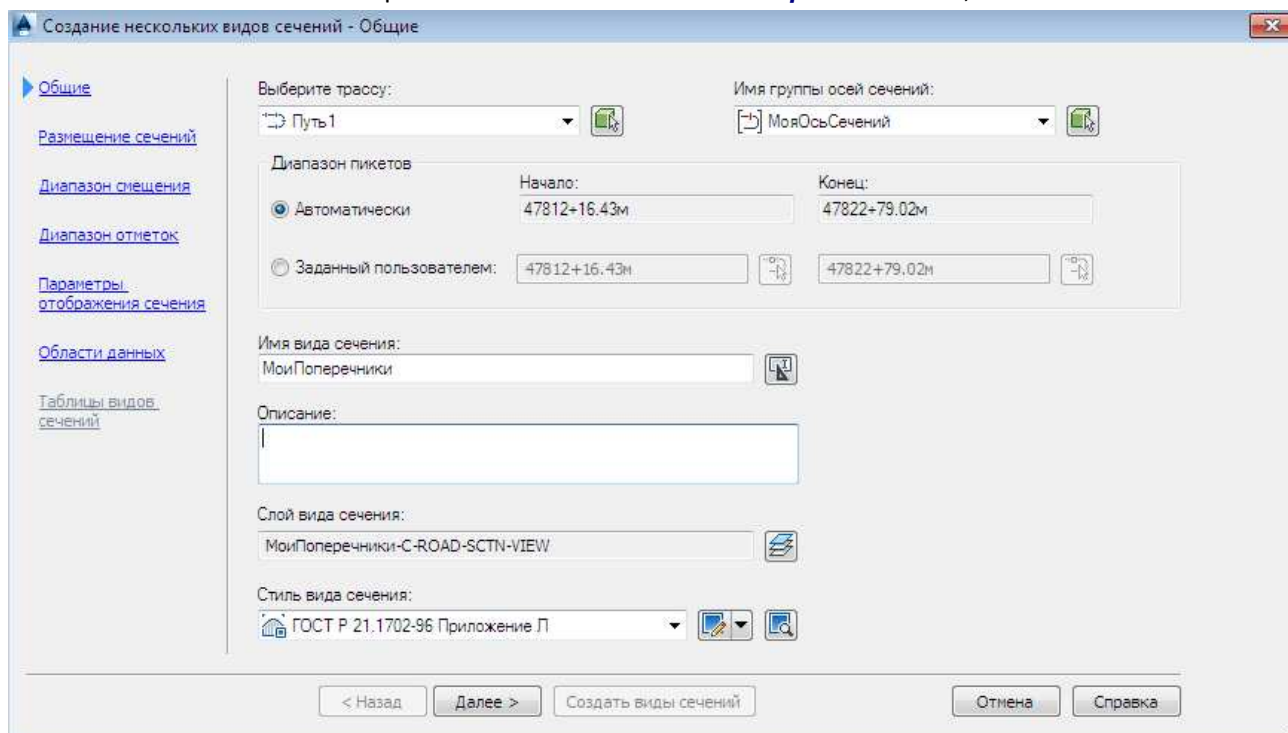 Создание нескольких видов сечений - Общие
Общие
Размещение сечений
Диапазон смещения
Диапазон отметок
Параметры
отображения сечения
Области данных
Таблицы видов
сечений
Выберите трассу:
Имя группы осей сечений:
Путь1
МояОсьСечений
Диапазон пикетов
Начало:
Конец:
Автоматически
47812+16.43м
47822+79.02м
Заданный пользователем:
47812+16.43м
47822+79.02м
Имя вида сечения:
МоиПоперечники
Описание:
Слой вида сечения:
МоиПоперечники-C-ROAD-SCTN-VIEW
Стиль вида сечения:
ГОСТ Р 21.1702-96 Приложение Л
< Назад
Далее >
Создать виды сечений
Отмена
Справка